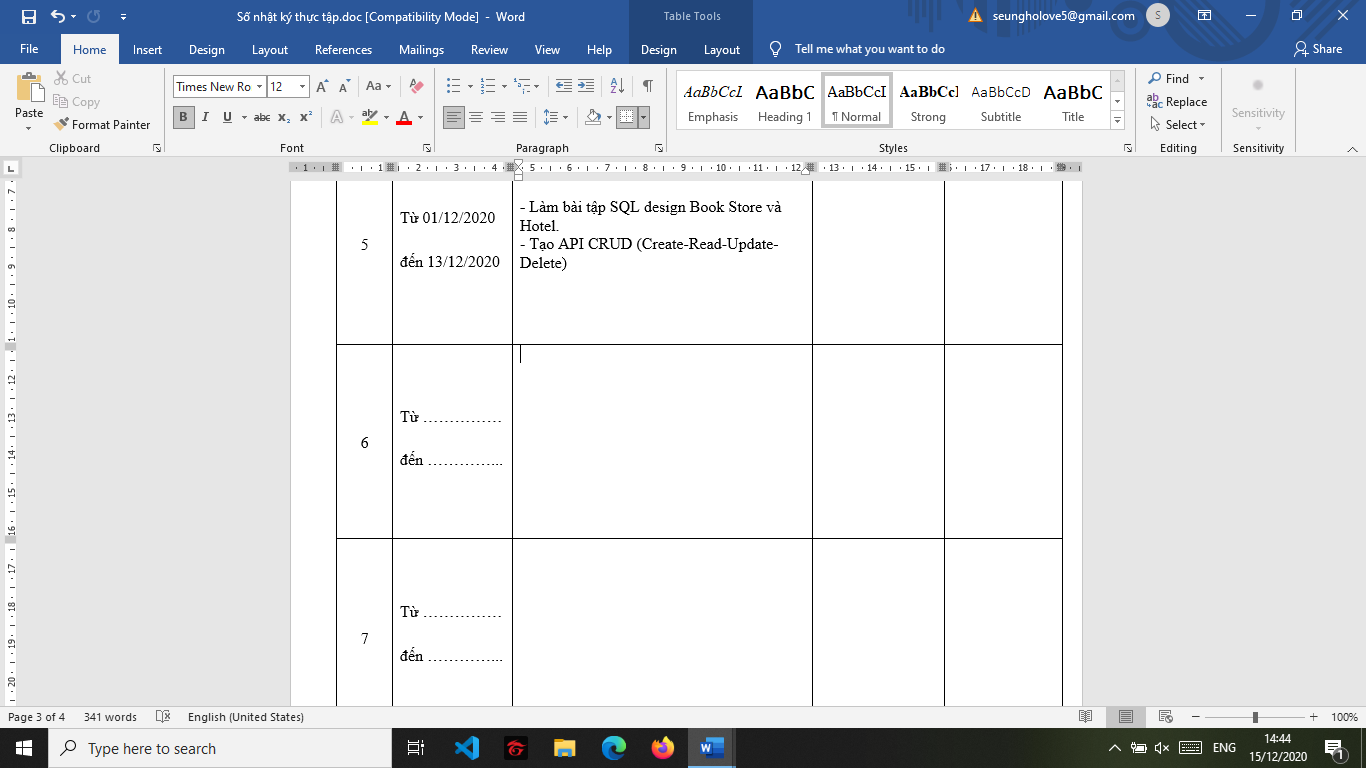 Sổ nhật ký thực tập.doc [Compatibility Mode] - Word
Table Tools
seungholove5@gmail.com
S
File
Home
Insert
Design
Layout
References
Mailings
Review
View
Help
Design
Layout
Tell me what you want to do
Share
Paste
Cut
Copy
Format Painter
Clipboard
Times New Ro
12
Font
Paragraph
AaBbCcI
Emphasis
AaBbC
Heading 1
AaBbCcI
¶ Normal
AaBbCcI
Strong
AaBbCcD
Subtitle
AaBbC
Title
Styles
Find
Replace
Select
Editing
Sensitivity
Sensitivity
5
Từ 01/12/2020
đến 13/12/2020
- Làm bài tập SQL design Book Store và
Hotel.
- Tạo API CRUD (Create-Read-Update-
Delete)
6
Từ ……………
đến …………...
7
Từ ……………
đến …………...
Page 3 of 4
341 words
English (United States)
100%
Type here to search
ENG
14:44
15/12/2020
1